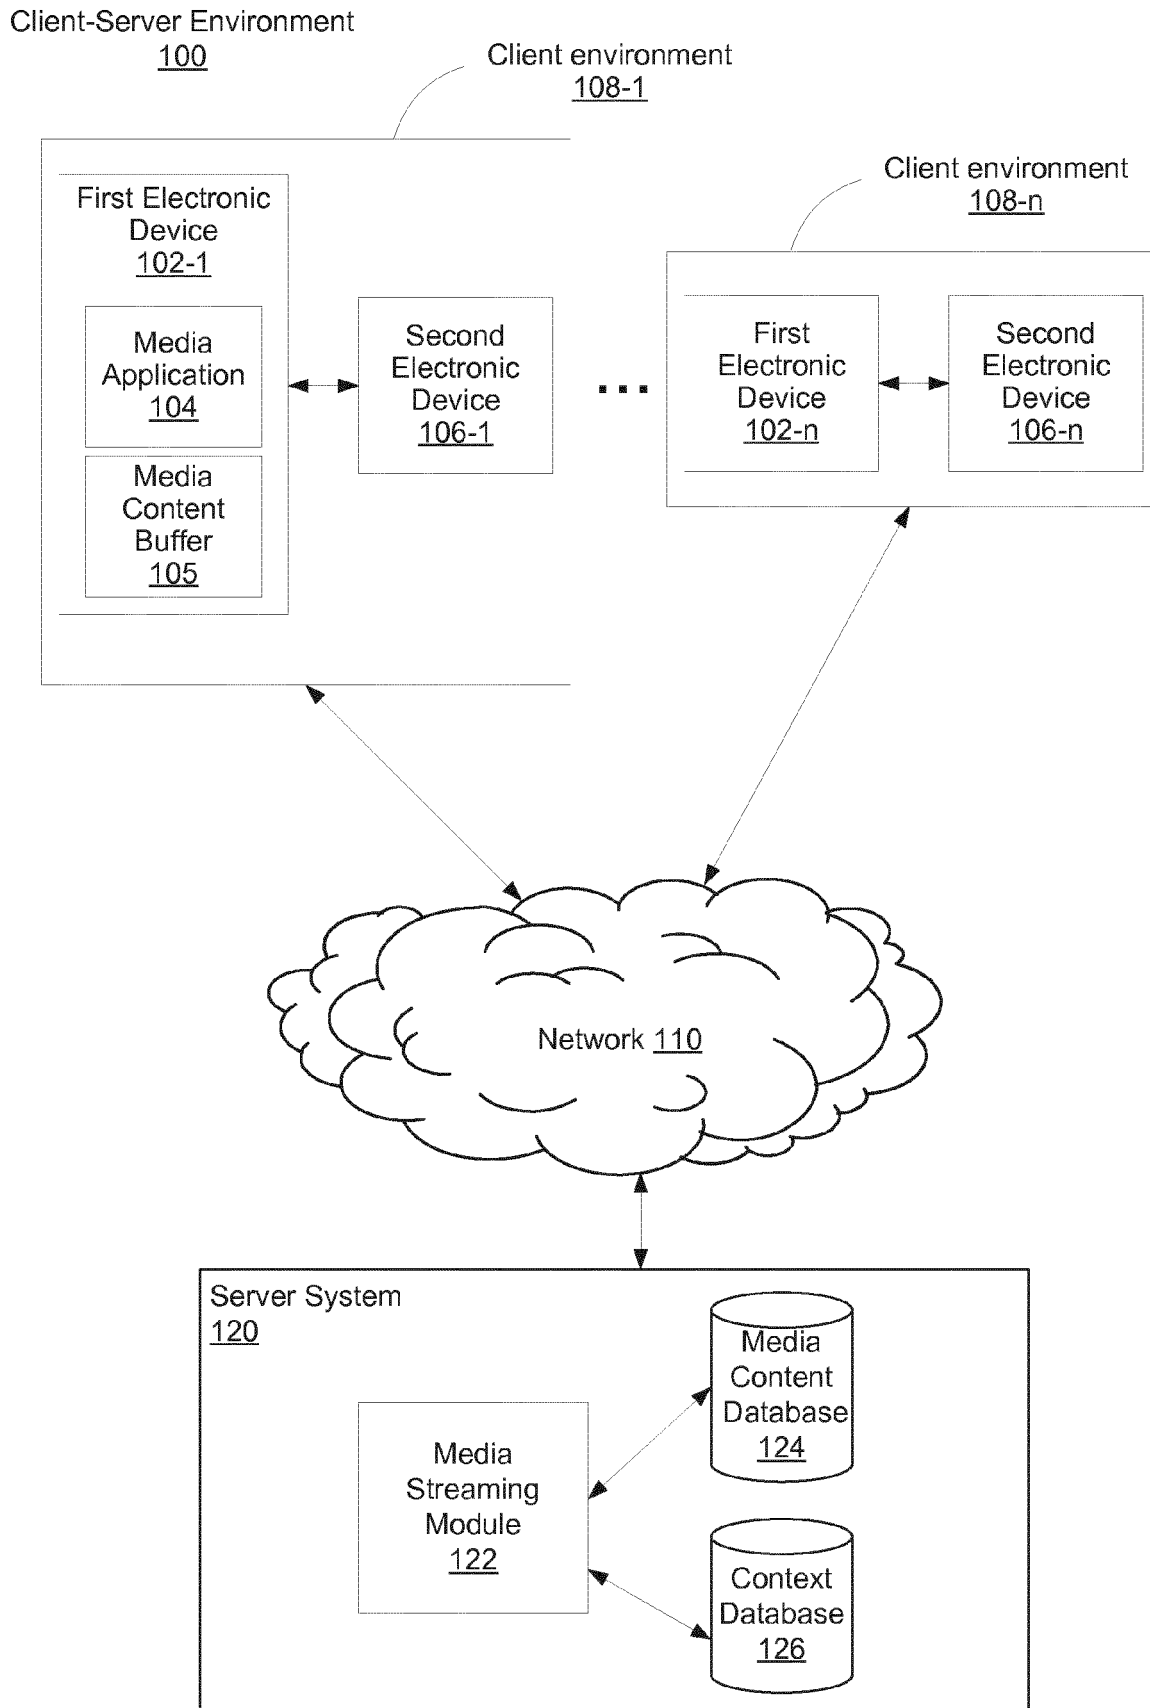 Client-Server Environment
100
Client environment
108-1
Client environment
108-n
First Electronic
Device
102-1
Media
Application
104
Media
Content
Buffer
105
Second
Electronic
Device
106-1
First
Electronic
Device
102-n
Second
Electronic
Device
106-n
Network 110
Server System
120
Media
Streaming
Module
122
Media
Content
Database
124
Context
Database
126